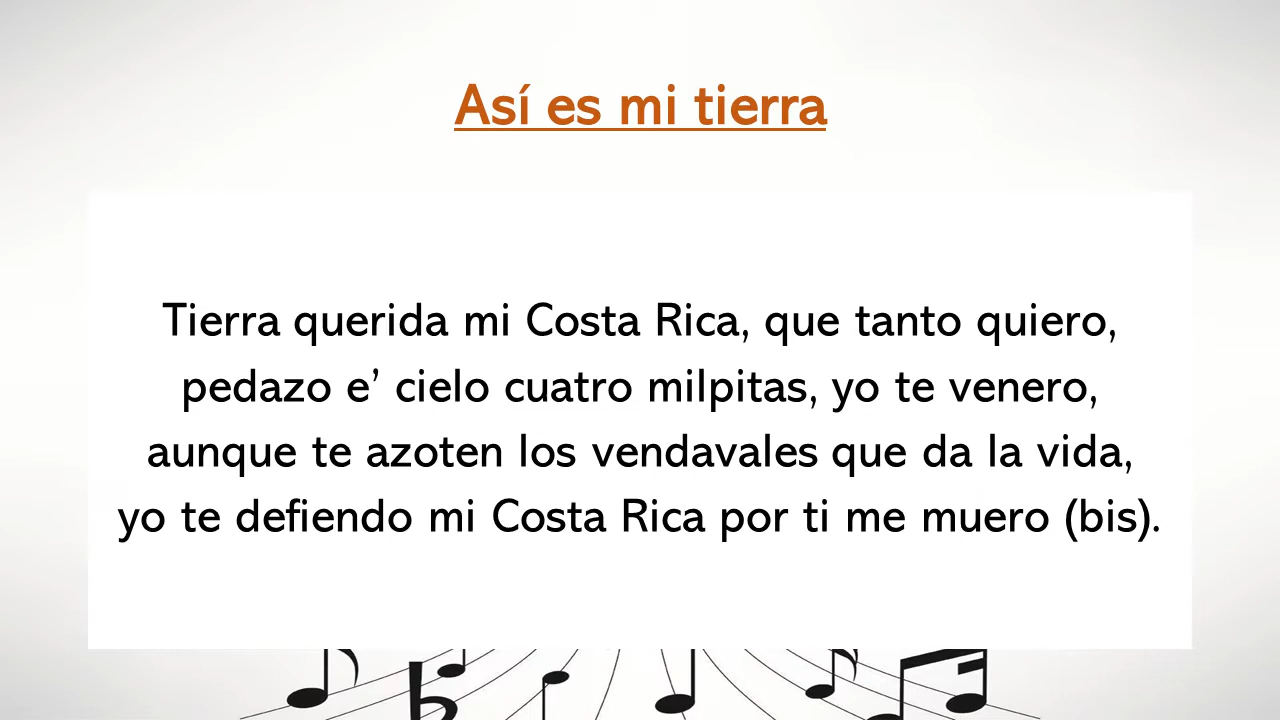 Así es mi tierra
Tierra querida mi Costa Rica, que tanto quiero,
pedazo e’ cielo cuatro milpitas, yo te venero,
aunque te azoten los vendavales que da la vida,
yo te defiendo mi Costa Rica por ti me muero (bis).